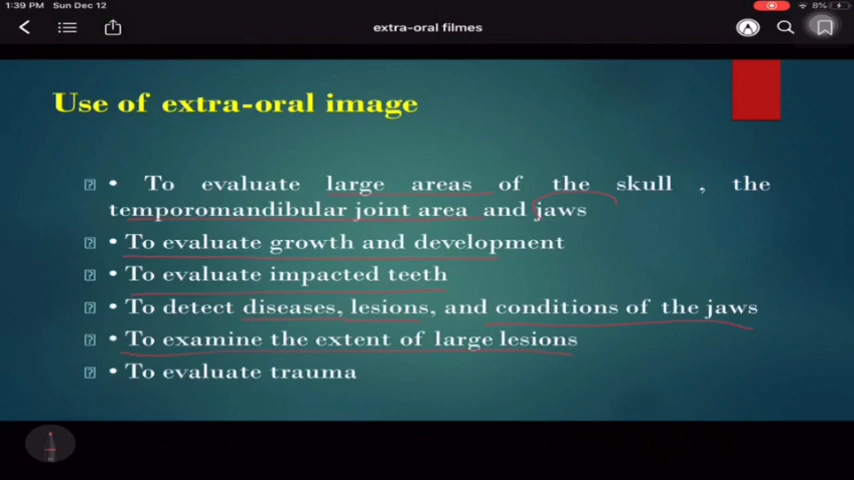 1:39 PM Sun Dec 12
8%
extra-oral filmes
Use of extra-oral image
• To evaluate large areas of the skull , the
temporomandibular joint area and jaws
• To evaluate growth and development
• To evaluate impacted teeth
• To detect diseases, lesions, and conditions of the jaws
• To examine the extent of large lesions
• To evaluate trauma